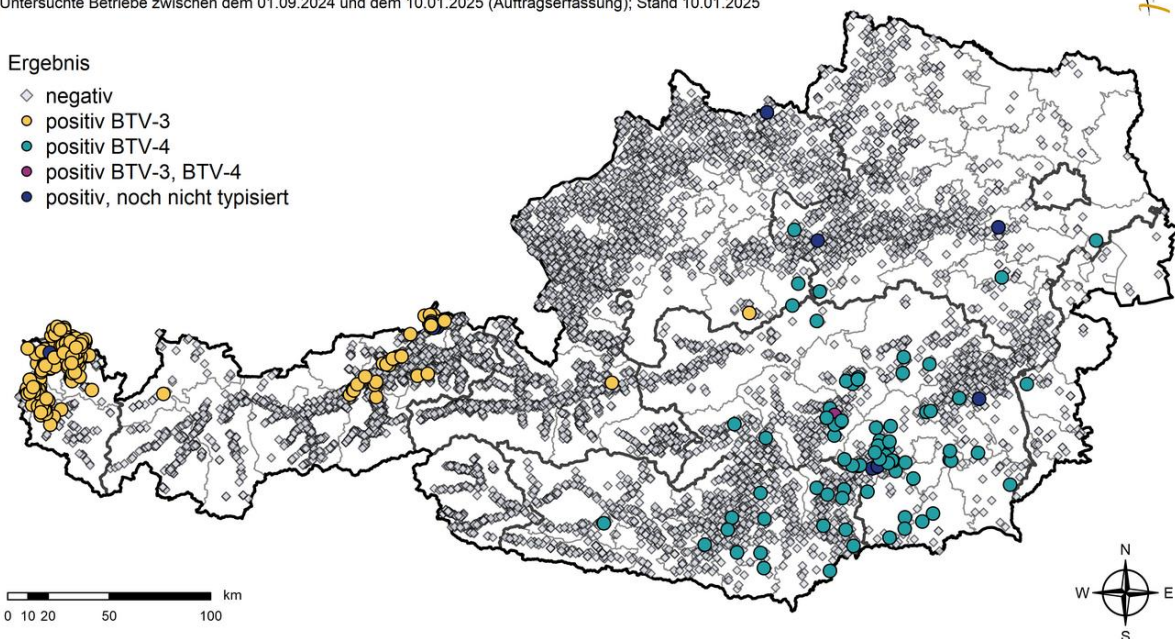 Untersuchte Betriebe zwischen dem 01.09.2024 und dem 10.01.2025 (Auftragserfassung); Stand 10.01.2025
Ergebnis
negativ
positiv BTV-3
positiv BTV-4
positiv BTV-3, BTV-4
positiv, noch nicht typisiert
km
0 10 20 50 100
N
W E
S